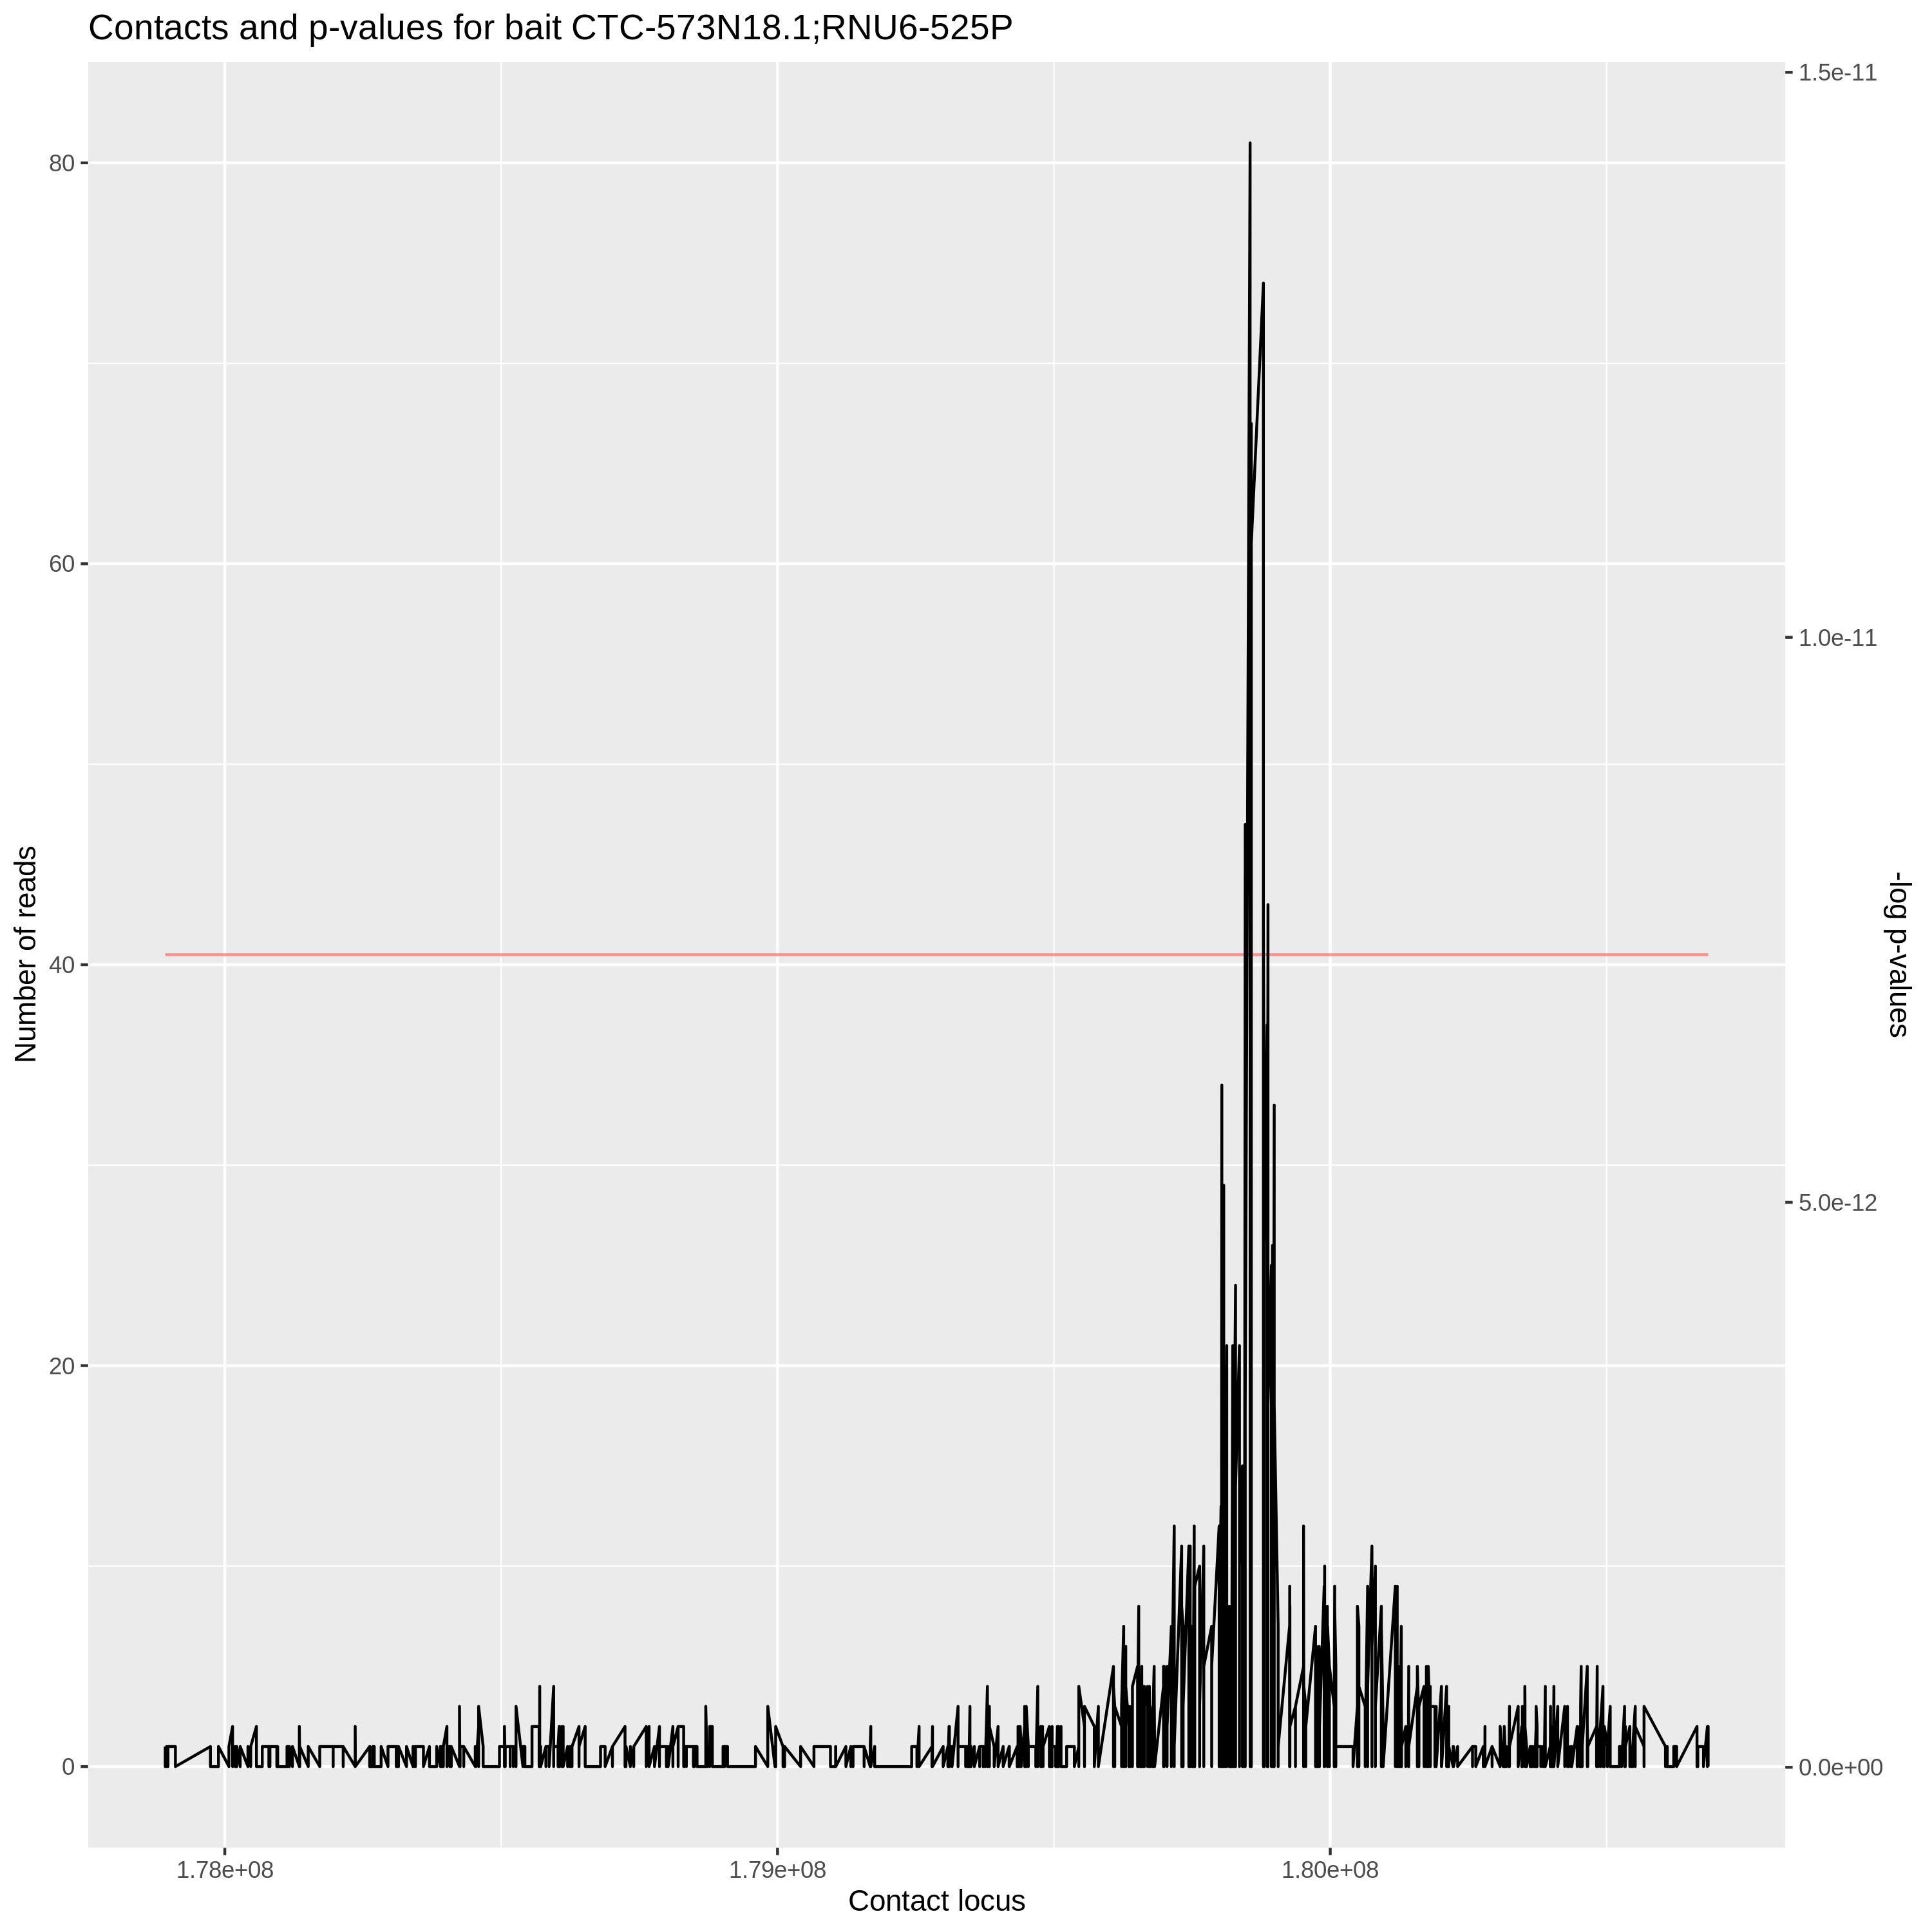 Contacts and p-values for bait CTC-573N18.1;RNU6-525P
Number of reads
80
60
40
20
0
1.5e-11
1.0e-11
5.0e-12
0.0e+00
-log p-values
1.78e+08
1.79e+08
1.80e+08
Contact locus